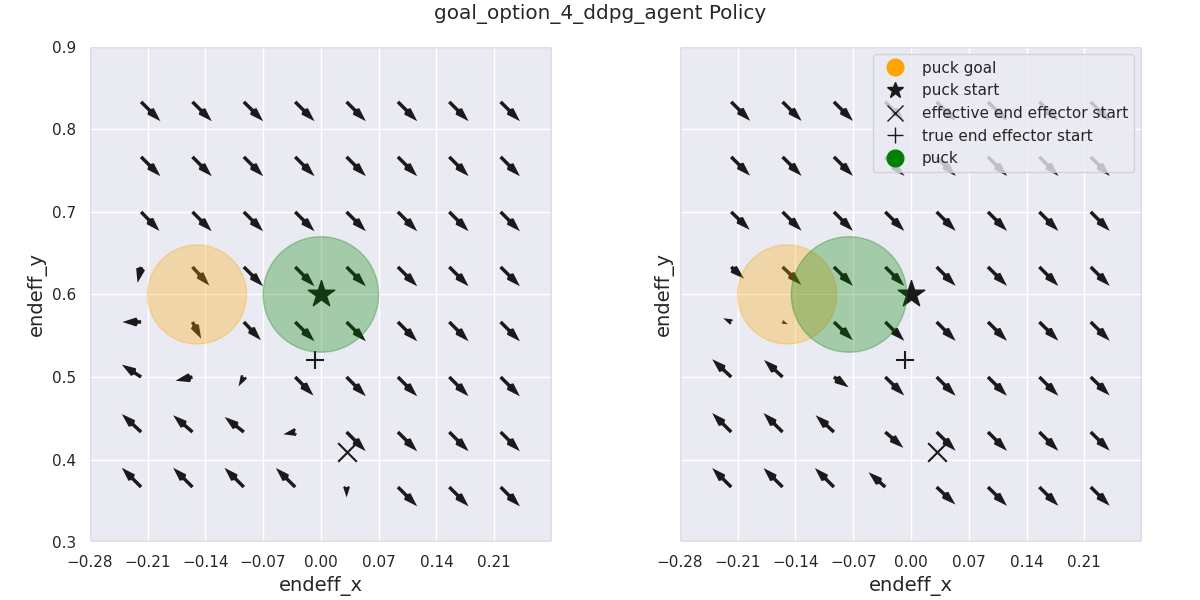 goal_option_4_ddpg_agent Policy
0.9
0.8
0.7
0.6
0.5
0.4
0.3
endeff_y
−0.28 −0.21 −0.14 −0.07 0.00 0.07 0.14 0.21
endeff_x
endeff_y
puck goal
puck start
effective end effector start
true end effector start
puck
−0.28 −0.21 −0.14 −0.07 0.00 0.07 0.14 0.21
endeff_x